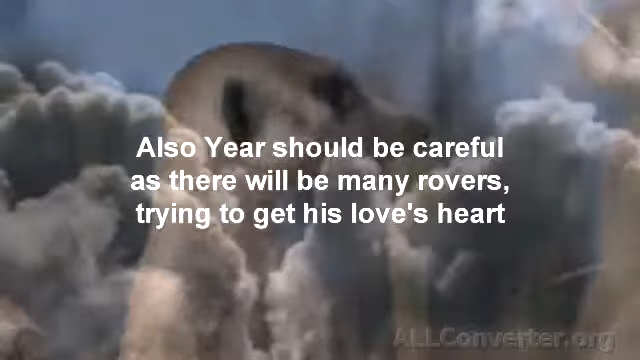 Also Year should be careful
as there will be many rovers,
trying to get his love's heart
ALLConverter.org